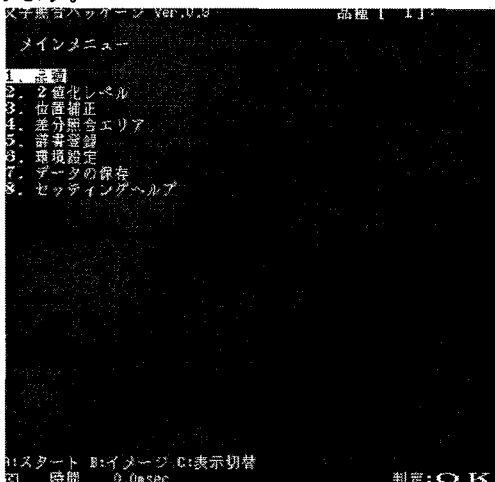 文字照合パッケージ Ver.0.9 品種 [ 1]:
メインメニュー
1. 品種
2. 2値化レベル
3. 位置補正
4. 差分照合エリア
5. 辞書登録
6. 環境設定
7. データの保存
8. セッティングヘルプ
A:スタート B:イメージ C:表示切替
時間 0.0msec 判定:OK